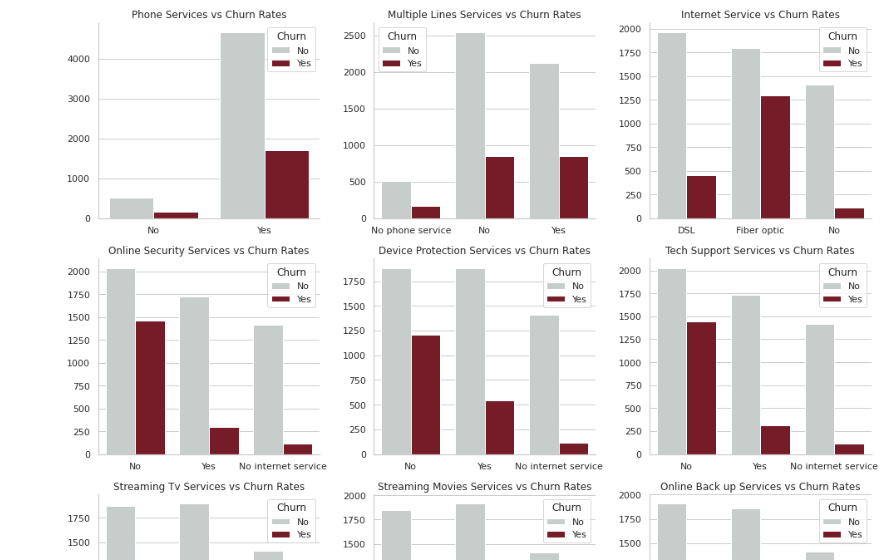 Phone Services vs Churn Rates
Churn
No
Yes
4000
3000
2000
1000
0
No Yes
Multiple Lines Services vs Churn Rates
Churn
No
Yes
2500
2000
1500
1000
500
0
No phone service No Yes
Internet Service vs Churn Rates
Churn
No
Yes
2000
1750
1500
1250
1000
750
500
250
0
DSL Fiber optic No
Online Security Services vs Churn Rates
Churn
No
Yes
2000
1750
1500
1250
1000
750
500
250
0
No Yes No internet service
Device Protection Services vs Churn Rates
Churn
No
Yes
1750
1500
1250
1000
750
500
250
0
No Yes No internet service
Tech Support Services vs Churn Rates
Churn
No
Yes
2000
1750
1500
1250
1000
750
500
250
0
No Yes No internet service
Streaming Tv Services vs Churn Rates
Churn
No
Yes
1750
1500
Streaming Movies Services vs Churn Rates
Churn
No
Yes
2000
1750
1500
Online Back up Services vs Churn Rates
Churn
No
Yes
2000
1750
1500